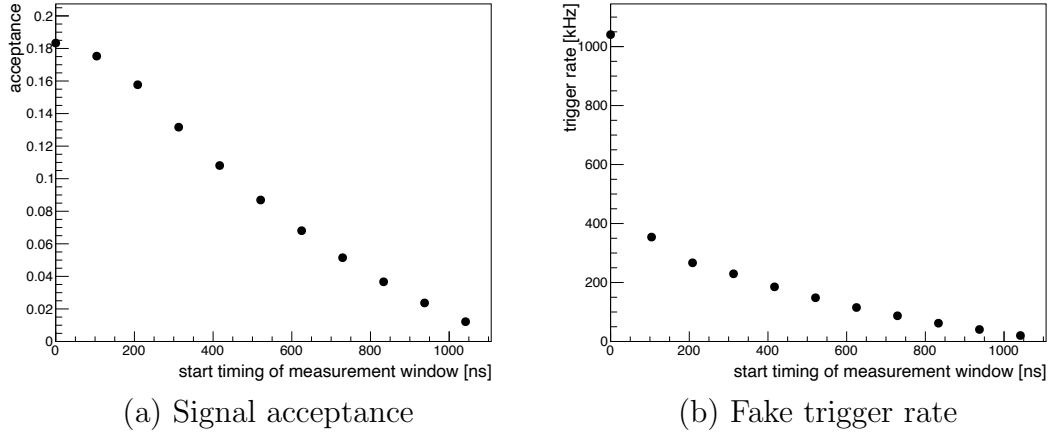 acceptance
0.2
0.18
0.16
0.14
0.12
0.1
0.08
0.06
0.04
0.02
0
0 200 400 600 800 1000
start timing of measurement window [ns]
(a) Signal acceptance
trigger rate [kHz]
1000
800
600
400
200
0
0 200 400 600 800 1000
start timing of measurement window [ns]
(b) Fake trigger rate